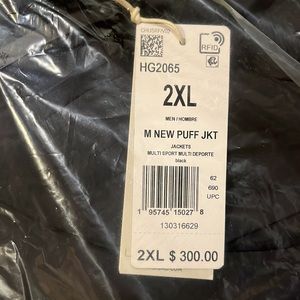 RFID
HG2065
2XL
MEN / HOMBRE
M NEW PUFF JKT
JACKETS
MULTI SPORT MULTI DEPORTE
black
62
690
UPC
1 95745 15027 8
130316629
2XL $ 300.00